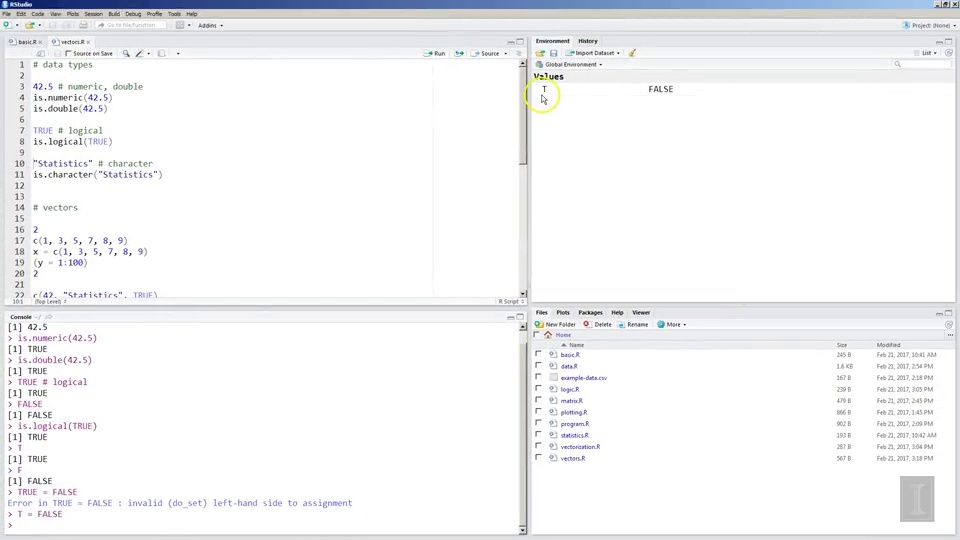 RStudio
File Edit Code View Plots Session Build Debug Profile Tools Help
Go to file/function
Addins
Project: (None)
basic.R
vectors.R
Source on Save
Run
Source
1 # data types
2
3 42.5 # numeric, double
4 is.numeric(42.5)
5 is.double(42.5)
6
7 TRUE # logical
8 is.logical(TRUE)
9
10 "Statistics" # character
11 is.character("Statistics")
12
13
14 # vectors
15
16 2
17 c(1, 3, 5, 7, 8, 9)
18 x = c(1, 3, 5, 7, 8, 9)
19 (y = 1:100)
20 2
21
22 c(42, "Statistics", TRUE)
10:1 (Top Level) R Script
Console ~/
[1] 42.5
> is.numeric(42.5)
[1] TRUE
> is.double(42.5)
[1] TRUE
> TRUE # logical
[1] TRUE
> FALSE
[1] FALSE
> is.logical(TRUE)
[1] TRUE
> T
[1] TRUE
> F
[1] FALSE
> TRUE = FALSE
Error in TRUE = FALSE : invalid (do_set) left-hand side to assignment
> T = FALSE
>
Environment History
Import Dataset
List
Global Environment
Values
T FALSE
Files Plots Packages Help Viewer
New Folder Delete Rename More
Home
Name Size Modified
basic.R 245 B Feb 21, 2017, 10:41 AM
data.R 1.6 KB Feb 21, 2017, 2:54 PM
example-data.csv 167 B Feb 21, 2017, 2:18 PM
logic.R 239 B Feb 21, 2017, 3:05 PM
matrix.R 479 B Feb 21, 2017, 2:45 PM
plotting.R 866 B Feb 21, 2017, 1:45 PM
program.R 902 B Feb 21, 2017, 2:09 PM
statistics.R 193 B Feb 21, 2017, 10:42 AM
vectorization.R 287 B Feb 21, 2017, 3:04 PM
vectors.R 567 B Feb 21, 2017, 3:18 PM
I